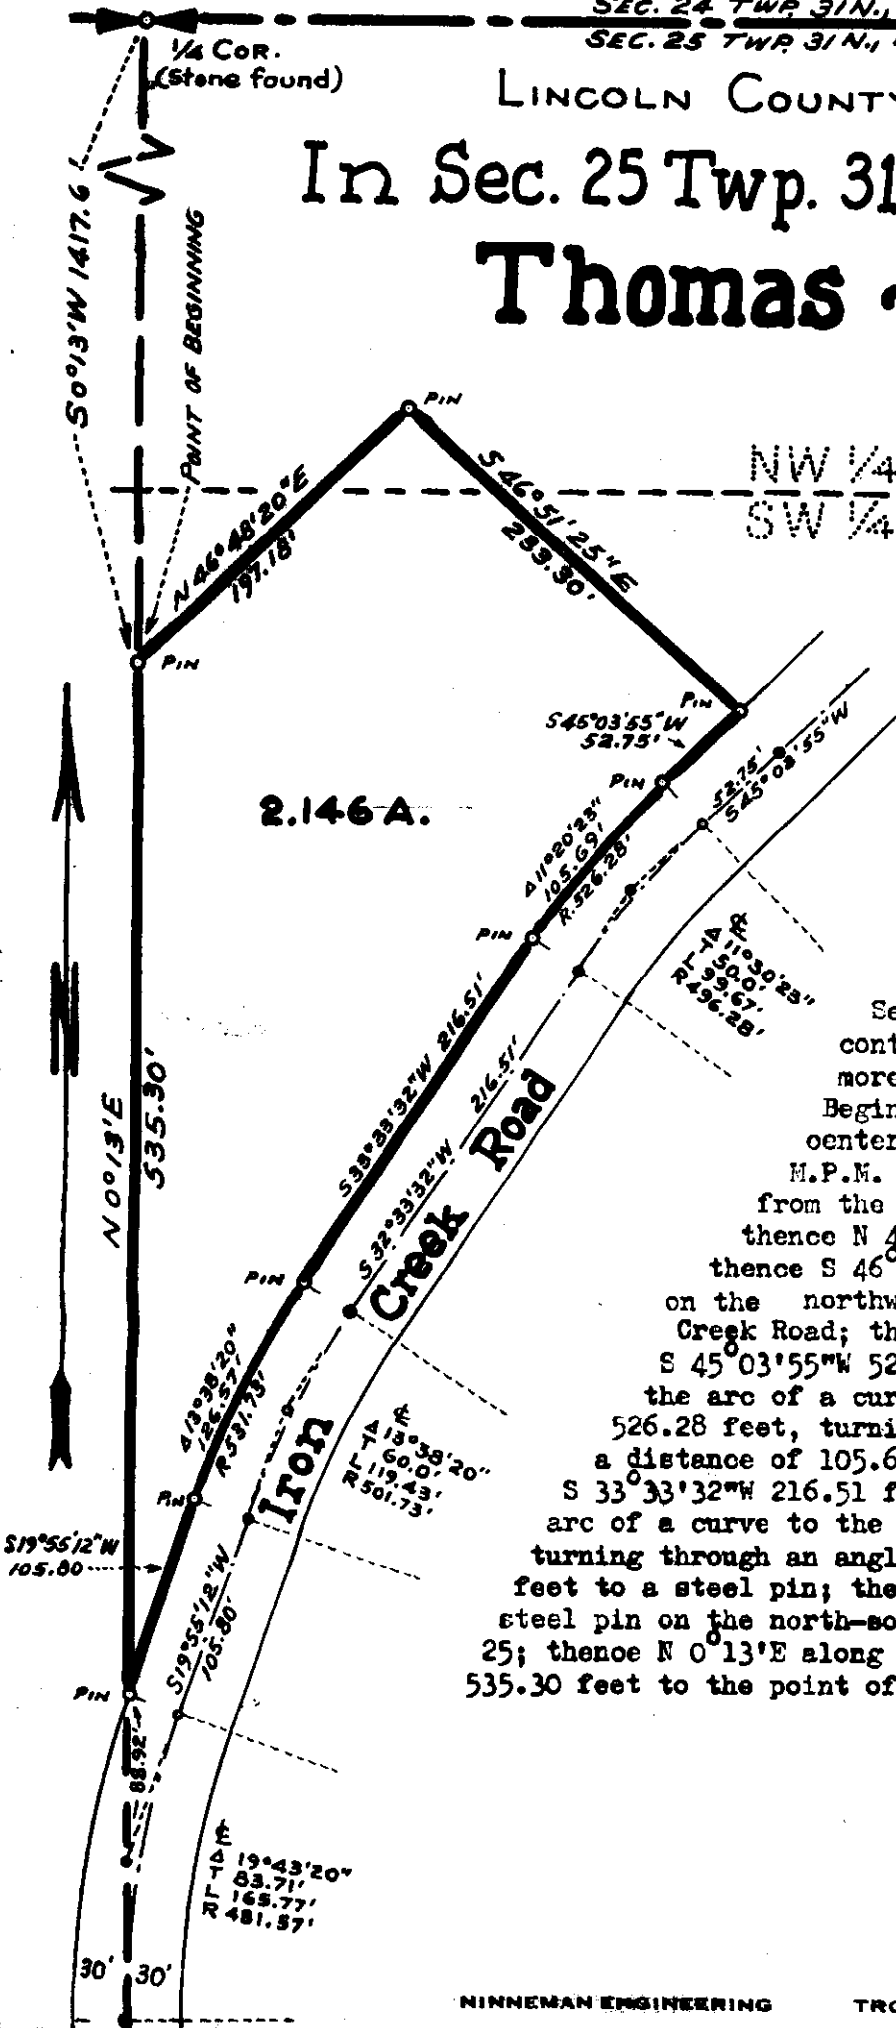 SEC. 24 TWP. 31 N.,
SEC. 25 TWP. 31 N.,
1/4 COR.
(Stone found)
LINCOLN COUNTY
In Sec. 25 Twp. 31
Thomas
S 0°13'W 1417.6
POINT OF BEGINNING
PIN
N 46°48'20"E
197.18'
S 46°51'25"E
NW 1/4
SW 1/4
PIN
PIN
S45°03'55"W
52.75'
PIN
52.75'
S45°03'55"W
2.146 A.
Δ 11°20'23"
105.69'
R.526.28'
PIN
℄
Δ 11°30'23"
T 50.0'
L 99.67'
R 496.28'
N
N 0°13'E
535.30'
S33°33'32"W 216.51'
216.51'
S 32°33'32"W
Iron Creek Road
PIN
Δ 13°38'20"
126.57'
R 531.73'
℄
Δ 13°38'20"
T 60.0'
L 119.43'
R 501.73'
PIN
S19°55'12"W
105.80
S19°55'12"W
105.80'
PIN
88.92'
℄
Δ 19°43'20"
T 83.71'
L 165.77'
R 481.57'
30' 30'
Se
cont
more
Begin
center
M.P.M.
from the
thence N 4
thence S 46°
on the northw
Creek Road; th
S 45°03'55"W 52
the arc of a cur
526.28 feet, turni
a distance of 105.6
S 33°33'32"W 216.51 f
arc of a curve to the
turning through an angl
feet to a steel pin; the
steel pin on the north-so
25; thence N 0°13'E along
535.30 feet to the point of
NINNEMAN ENGINEERING TRO